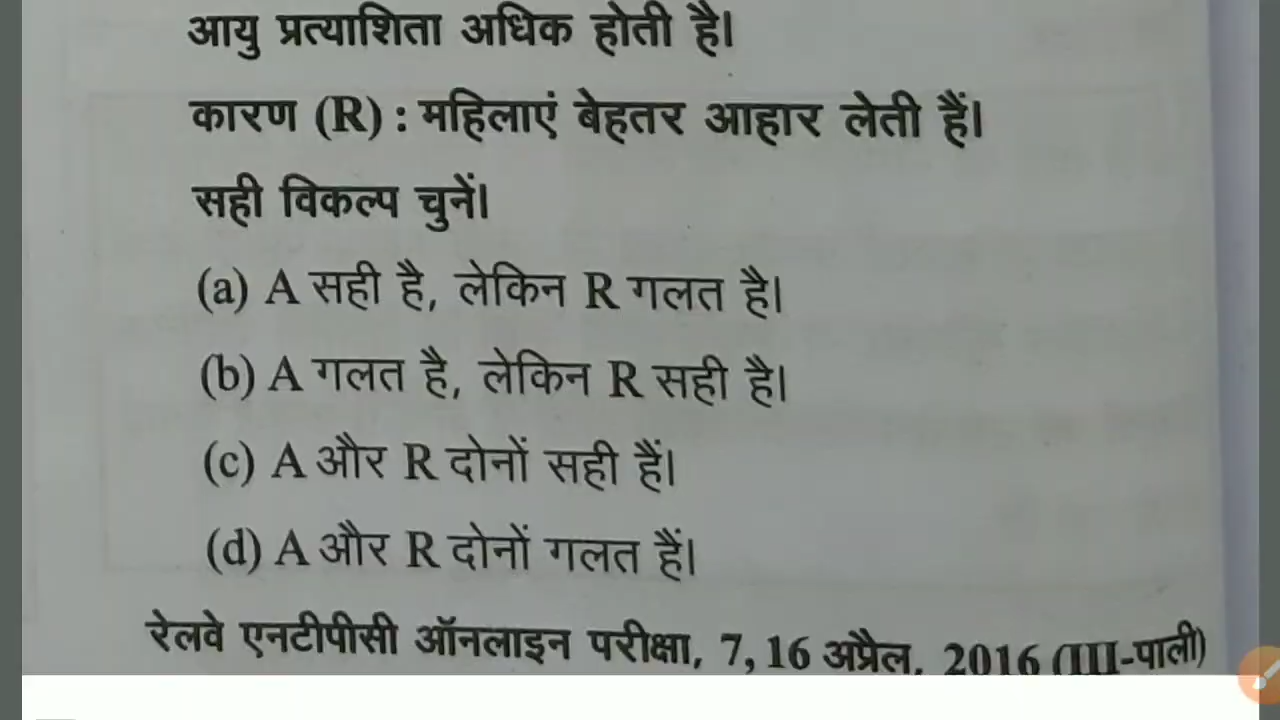 आयु प्रत्याशिता अधिक होती है।
कारण (R) : महिलाएं बेहतर आहार लेती हैं।
सही विकल्प चुनें।
(a) A सही है, लेकिन R गलत है।
(b) A गलत है, लेकिन R सही है।
(c) A और R दोनों सही हैं।
(d) A और R दोनों गलत हैं।
रेलवे एनटीपीसी ऑनलाइन परीक्षा, 7, 16 अप्रैल, 2016 (III-पाली)